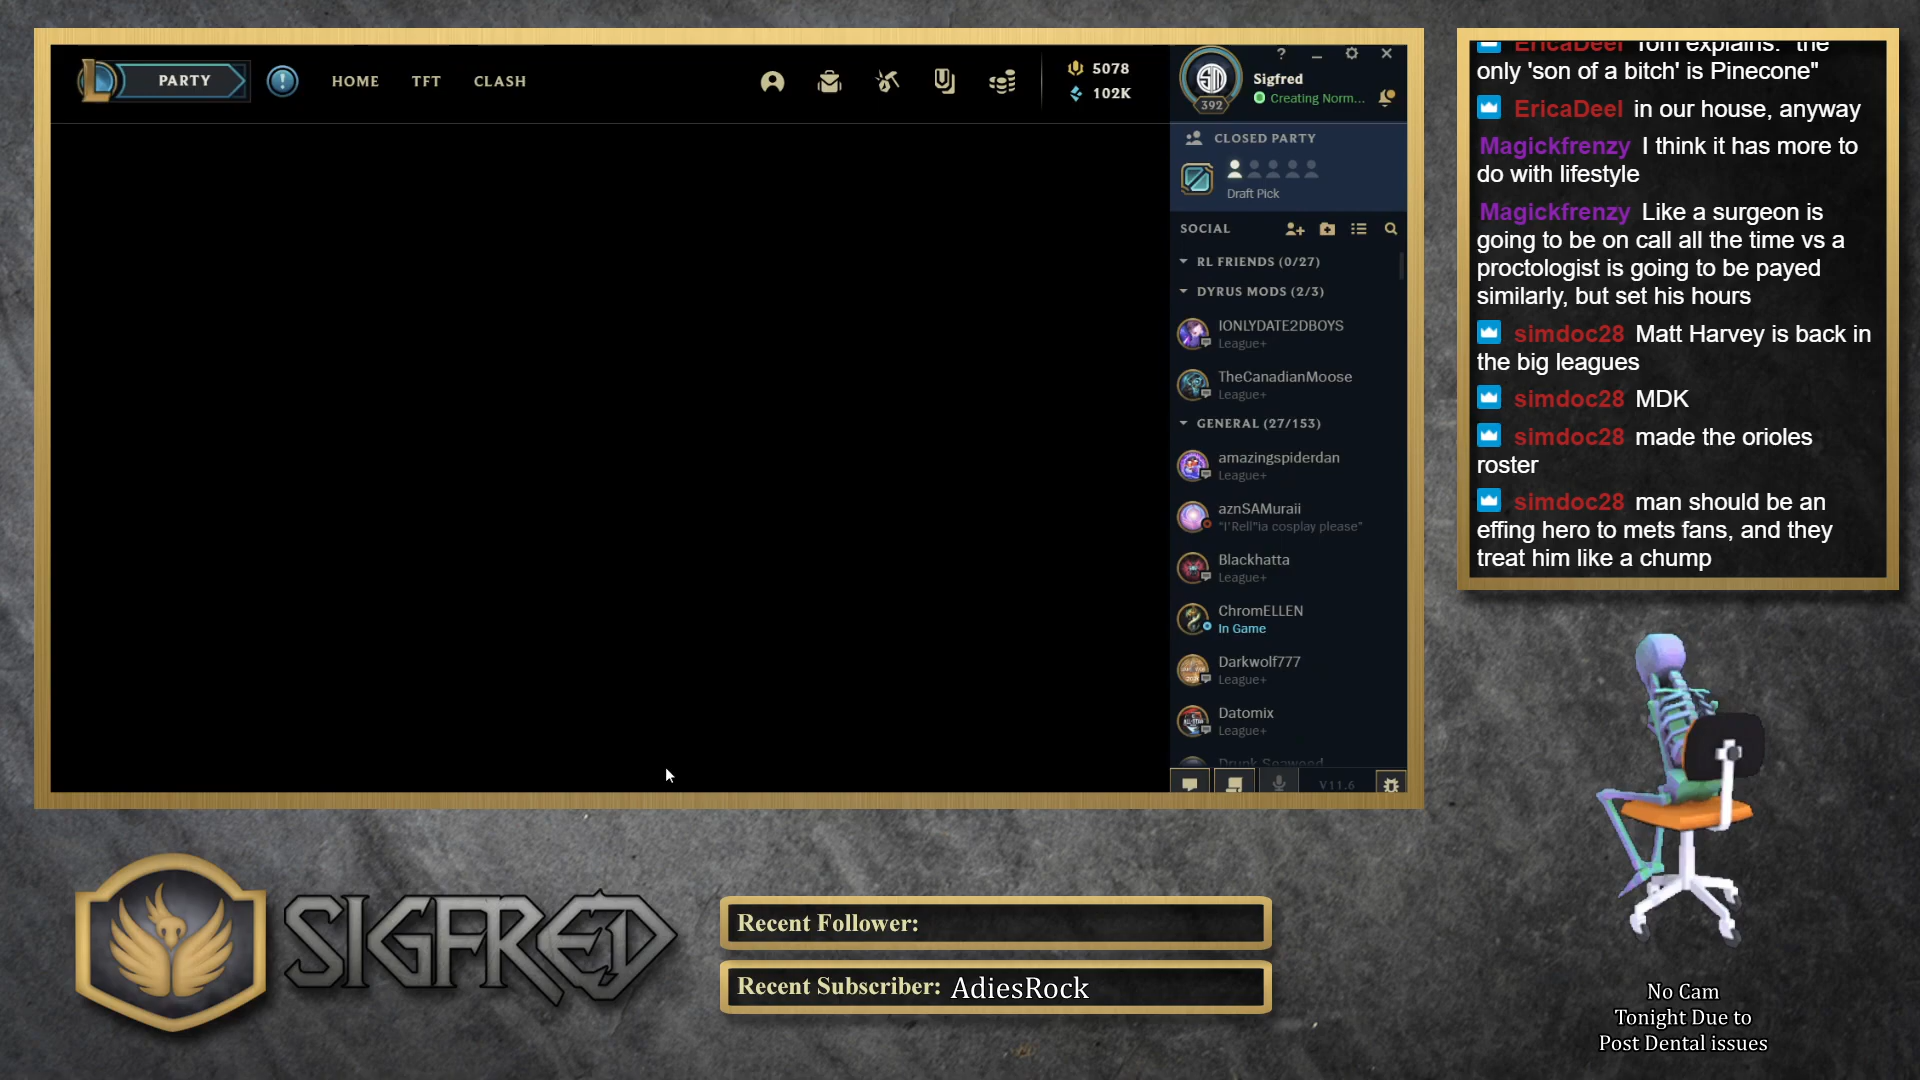 PARTY
HOME
TFT
CLASH
5078
102K
?
392
Sigfred
Creating Norm...
CLOSED PARTY
Draft Pick
SOCIAL
RL FRIENDS (0/27)
DYRUS MODS (2/3)
IONLYDATE2DBOYS
League+
TheCanadianMoose
League+
GENERAL (27/153)
amazingspiderdan
League+
aznSAMuraii
"I'Rell"ia cosplay please"
Blackhatta
League+
ChromELLEN
In Game
Darkwolf777
League+
Datomix
League+
Drunk Seaweed
V11.6
EricaDeel Tom explains: "the
only 'son of a bitch' is Pinecone"
EricaDeel in our house, anyway
Magickfrenzy I think it has more to
do with lifestyle
Magickfrenzy Like a surgeon is
going to be on call all the time vs a
proctologist is going to be payed
similarly, but set his hours
simdoc28 Matt Harvey is back in
the big leagues
simdoc28 MDK
simdoc28 made the orioles
roster
simdoc28 man should be an
effing hero to mets fans, and they
treat him like a chump
SIGFRED
Recent Follower:
Recent Subscriber: AdiesRock
No Cam
Tonight Due to
Post Dental issues